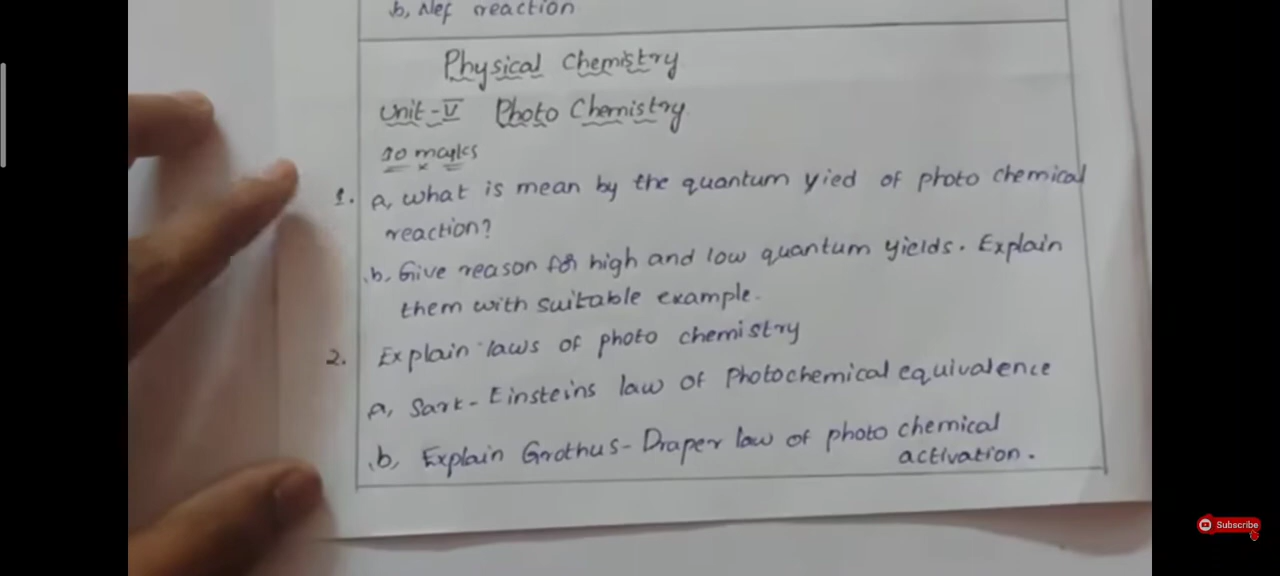 b, Nef reaction
Physical Chemistry
Unit-V Photo Chemistry
10 marks
1. a, what is mean by the quantum yied of photo chemical
reaction?
b. Give reason for high and low quantum yields. Explain
them with suitable example.
2. Explain laws of photo chemistry
a, Sark-Einsteins law of Photochemical equivalence
b, Explain Grothus-Draper law of photo chemical
activation.
Subscribe